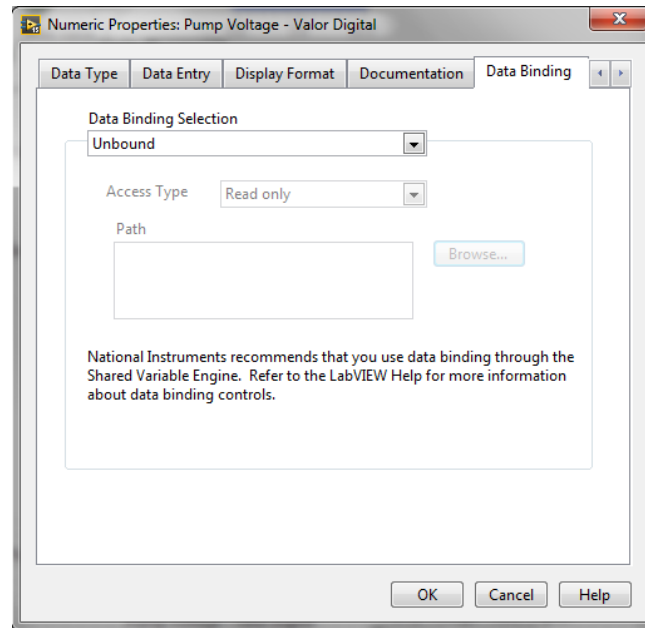 Numeric Properties: Pump Voltage - Valor Digital
Data Type Data Entry Display Format Documentation Data Binding
Data Binding Selection
Unbound
Access Type Read only
Path
Browse...
National Instruments recommends that you use data binding through the
Shared Variable Engine. Refer to the LabVIEW Help for more information
about data binding controls.
OK Cancel Help